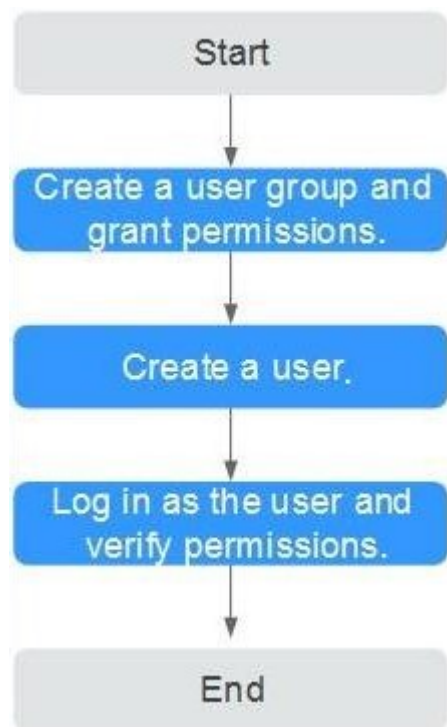 Start
Create a user group and
grant permissions.
Create a user.
Log in as the user and
verify permissions.
End